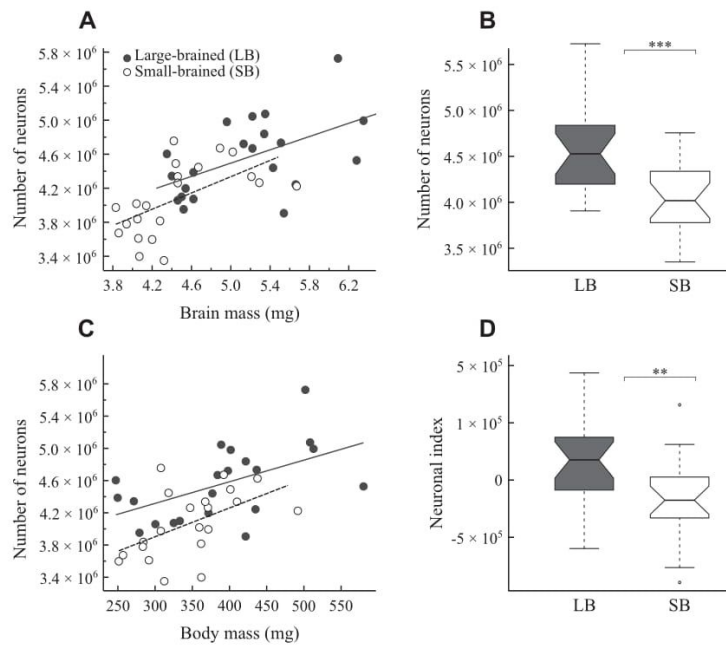 A
Large-brained (LB)
Small-brained (SB)
Number of neurons
5.8 × 10⁶
5.4 × 10⁶
5.0 × 10⁶
4.6 × 10⁶
4.2 × 10⁶
3.8 × 10⁶
3.4 × 10⁶
3.8 4.2 4.6 5.0 5.4 5.8 6.2
Brain mass (mg)
B
***
Number of neurons
5.5 × 10⁶
5.0 × 10⁶
4.5 × 10⁶
4.0 × 10⁶
3.5 × 10⁶
LB SB
C
Number of neurons
5.8 × 10⁶
5.4 × 10⁶
5.0 × 10⁶
4.6 × 10⁶
4.2 × 10⁶
3.8 × 10⁶
3.4 × 10⁶
250 300 350 400 450 500 550
Body mass (mg)
D
**
Neuronal index
5 × 10⁵
1 × 10⁵
0
-5 × 10⁵
LB SB